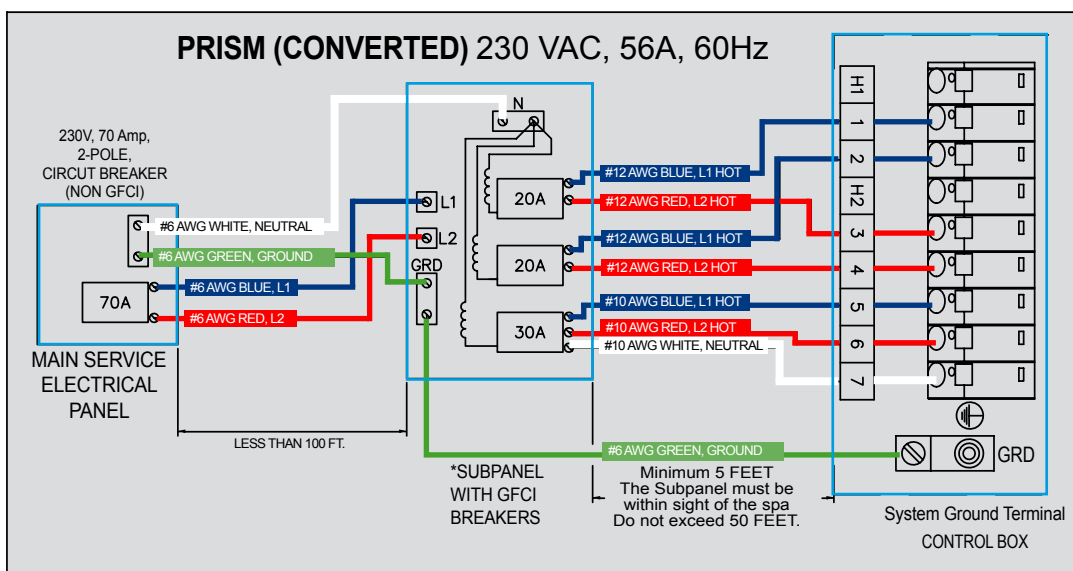 PRISM (CONVERTED) 230 VAC, 56A, 60Hz
230V, 70 Amp,
2-POLE,
CIRCUT BREAKER
(NON GFCI)
#6 AWG WHITE, NEUTRAL
#6 AWG GREEN, GROUND
70A
#6 AWG BLUE, L1
#6 AWG RED, L2
MAIN SERVICE
ELECTRICAL
PANEL
LESS THAN 100 FT.
N
L1
L2
GRD
20A
20A
30A
*SUBPANEL
WITH GFCI
BREAKERS
#12 AWG BLUE, L1 HOT
#12 AWG RED, L2 HOT
#12 AWG BLUE, L1 HOT
#12 AWG RED, L2 HOT
#10 AWG BLUE, L1 HOT
#10 AWG RED, L2 HOT
#10 AWG WHITE, NEUTRAL
#6 AWG GREEN, GROUND
Minimum 5 FEET
The Subpanel must be
within sight of the spa
Do not exceed 50 FEET.
H1
1
2
H2
3
4
5
6
7
GRD
System Ground Terminal
CONTROL BOX